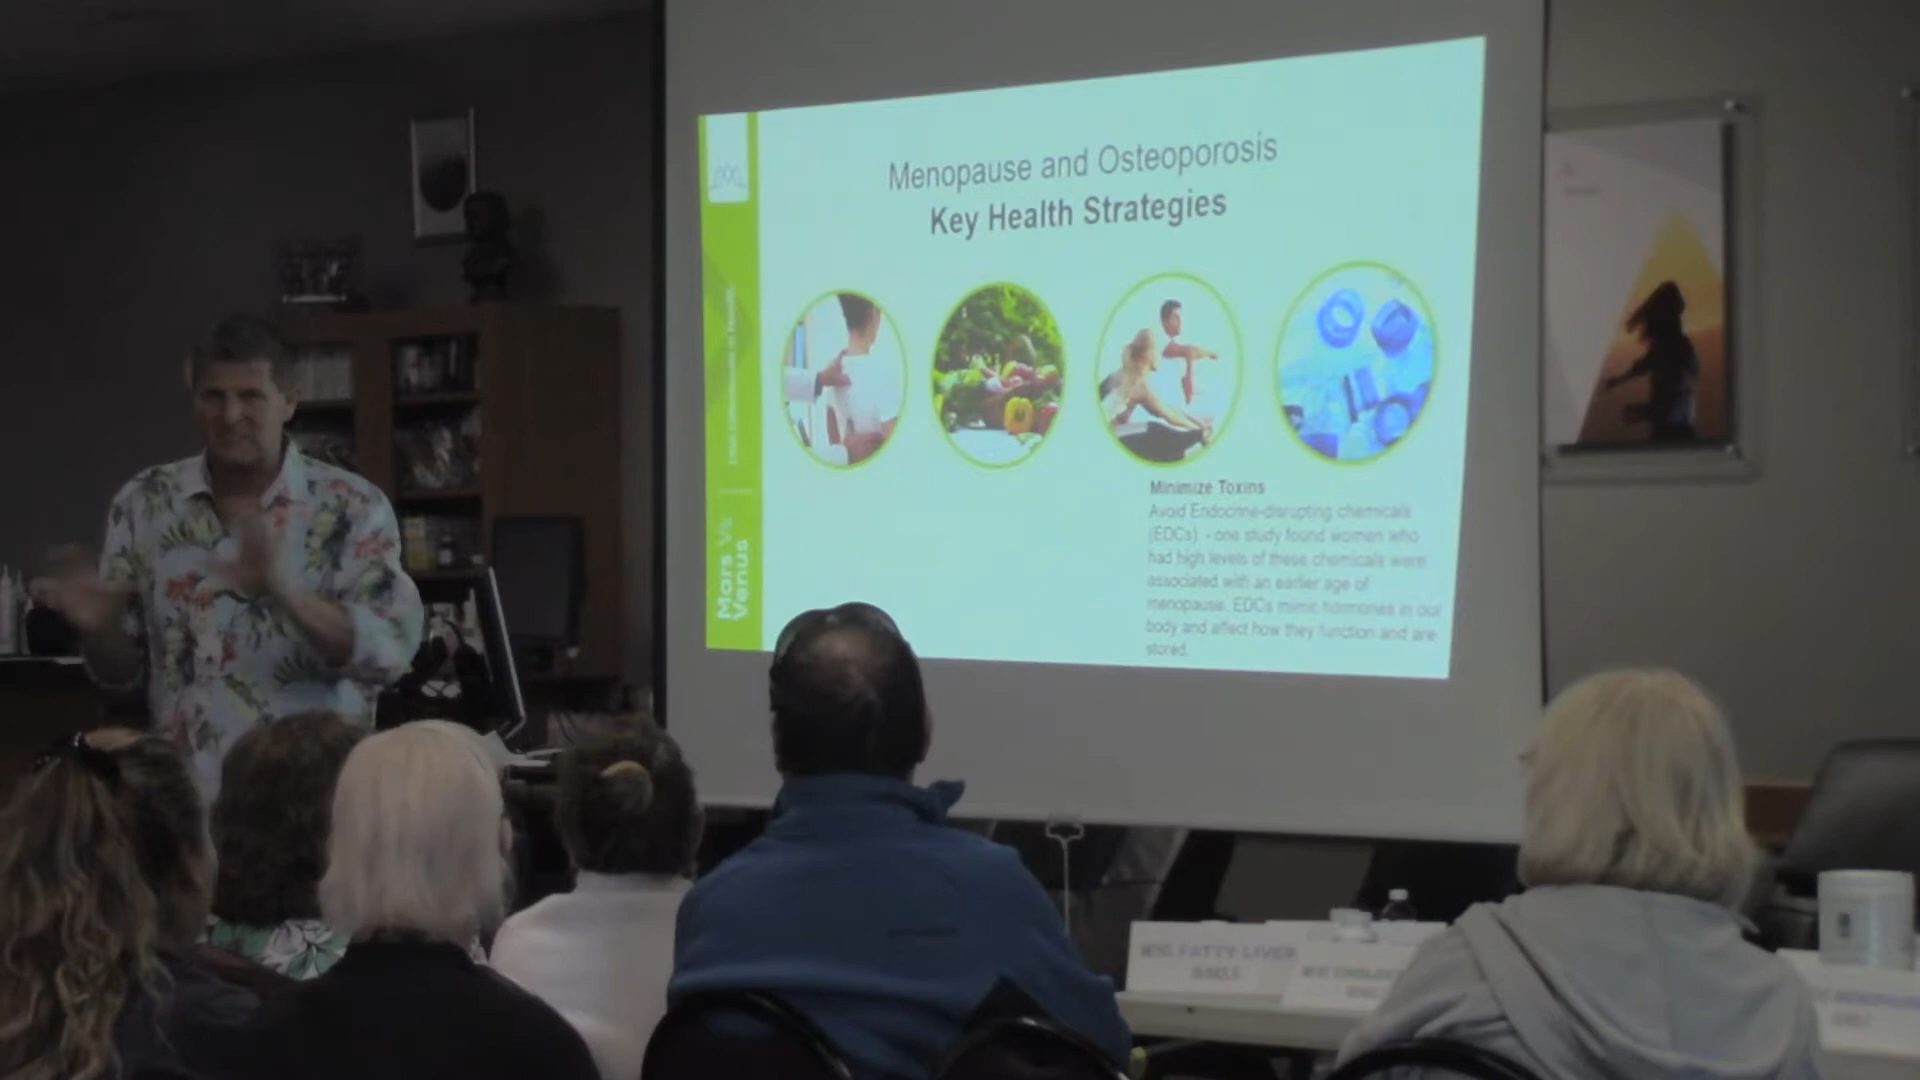 Menopause and Osteoporosis
Key Health Strategies
Mars Vs
Venus
Minimize Toxins
Avoid Endocrine-disrupting chemicals
(EDCs) - one study found women who
had high levels of these chemicals were
associated with an earlier age of
menopause. EDCs mimic hormones in our
body and affect how they function and are
stored.
FATTY LIVER